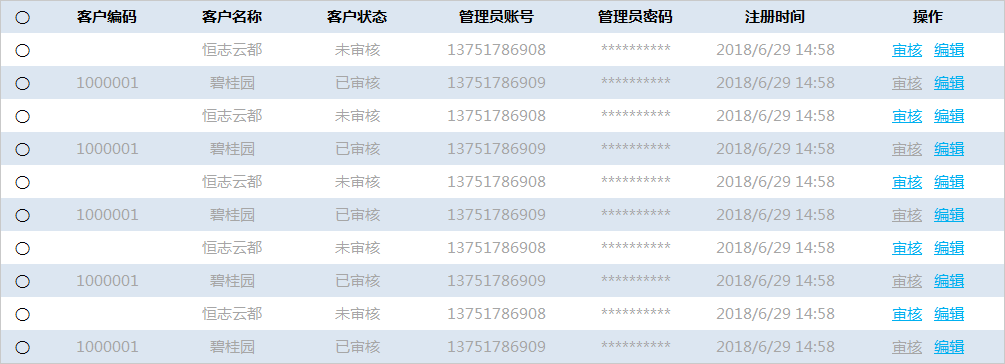 客户编码 客户名称 客户状态 管理员账号 管理员密码 注册时间 操作
恒志云都 未审核 13751786908 ********** 2018/6/29 14:58 审核 编辑
1000001 碧桂园 已审核 13751786909 ********** 2018/6/29 14:58 审核 编辑
恒志云都 未审核 13751786908 ********** 2018/6/29 14:58 审核 编辑
1000001 碧桂园 已审核 13751786909 ********** 2018/6/29 14:58 审核 编辑
恒志云都 未审核 13751786908 ********** 2018/6/29 14:58 审核 编辑
1000001 碧桂园 已审核 13751786909 ********** 2018/6/29 14:58 审核 编辑
恒志云都 未审核 13751786908 ********** 2018/6/29 14:58 审核 编辑
1000001 碧桂园 已审核 13751786909 ********** 2018/6/29 14:58 审核 编辑
恒志云都 未审核 13751786908 ********** 2018/6/29 14:58 审核 编辑
1000001 碧桂园 已审核 13751786909 ********** 2018/6/29 14:58 审核 编辑